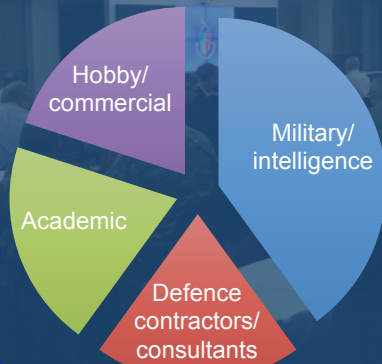 Hobby/
commercial
Military/
intelligence
Academic
Defence
contractors/
consultants